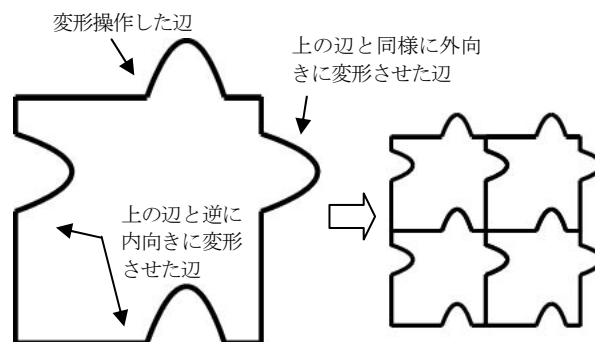 変形操作した辺
上の辺と同様に外向
きに変形させた辺
上の辺と逆に
内向きに変形
させた辺